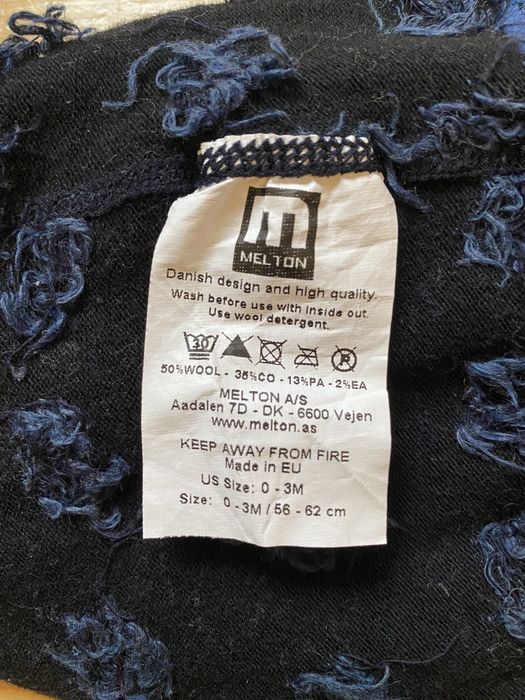 MELTON
Danish design and high quality.
Wash before use with inside out.
Use wool detergent.
30
50%WOOL - 35%CO - 13%PA - 2%EA
MELTON A/S
Aadalen 7D - DK - 6600 Vejen
www.melton.as
KEEP AWAY FROM FIRE
Made in EU
US Size: 0 - 3M
Size: 0 - 3M / 56 - 62 cm